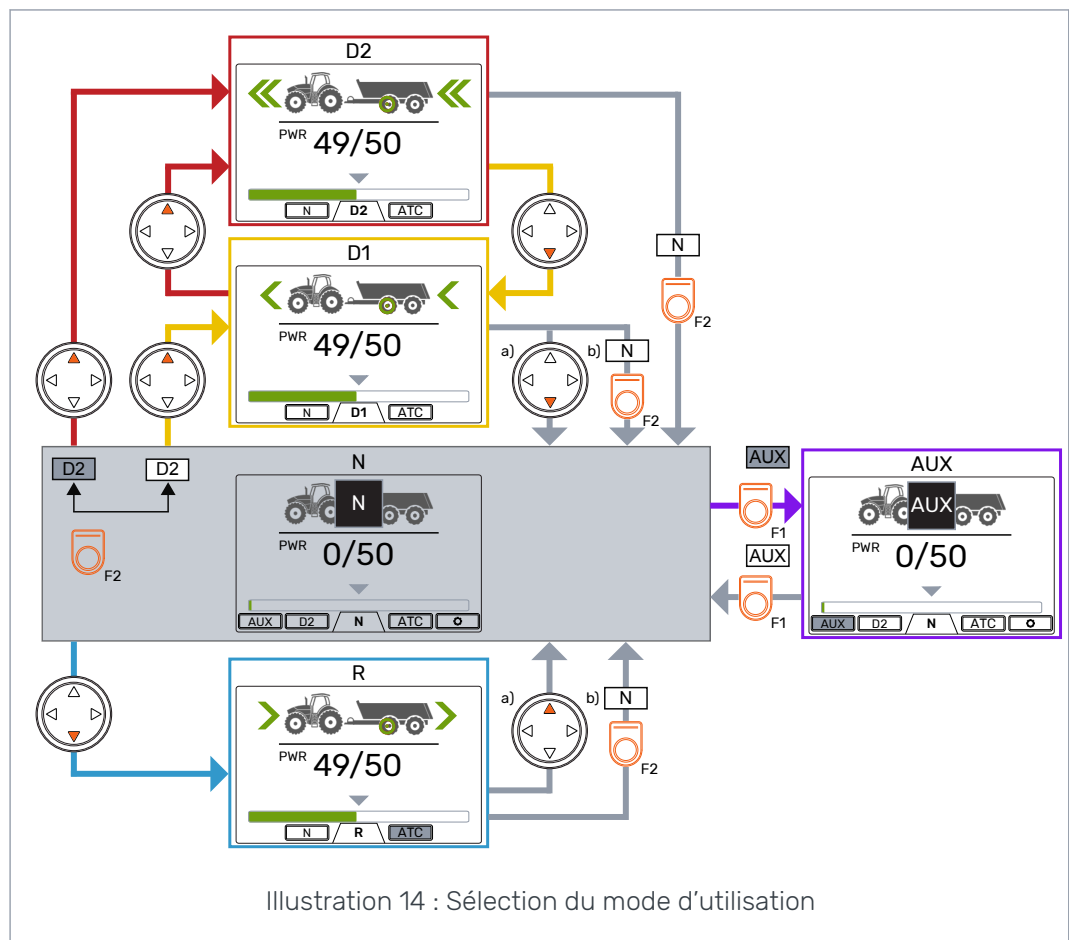 D2
PWR 49/50
N D2 ATC
D1
PWR 49/50
N D1 ATC
N
F2
a)
b) N
F2
D2
D2
F2
N
N
PWR 0/50
AUX D2 N ATC
AUX
F1
AUX
F1
AUX
AUX
PWR 0/50
AUX D2 N ATC
R
PWR 49/50
N R ATC
a)
b) N
F2
Illustration 14 : Sélection du mode d'utilisation